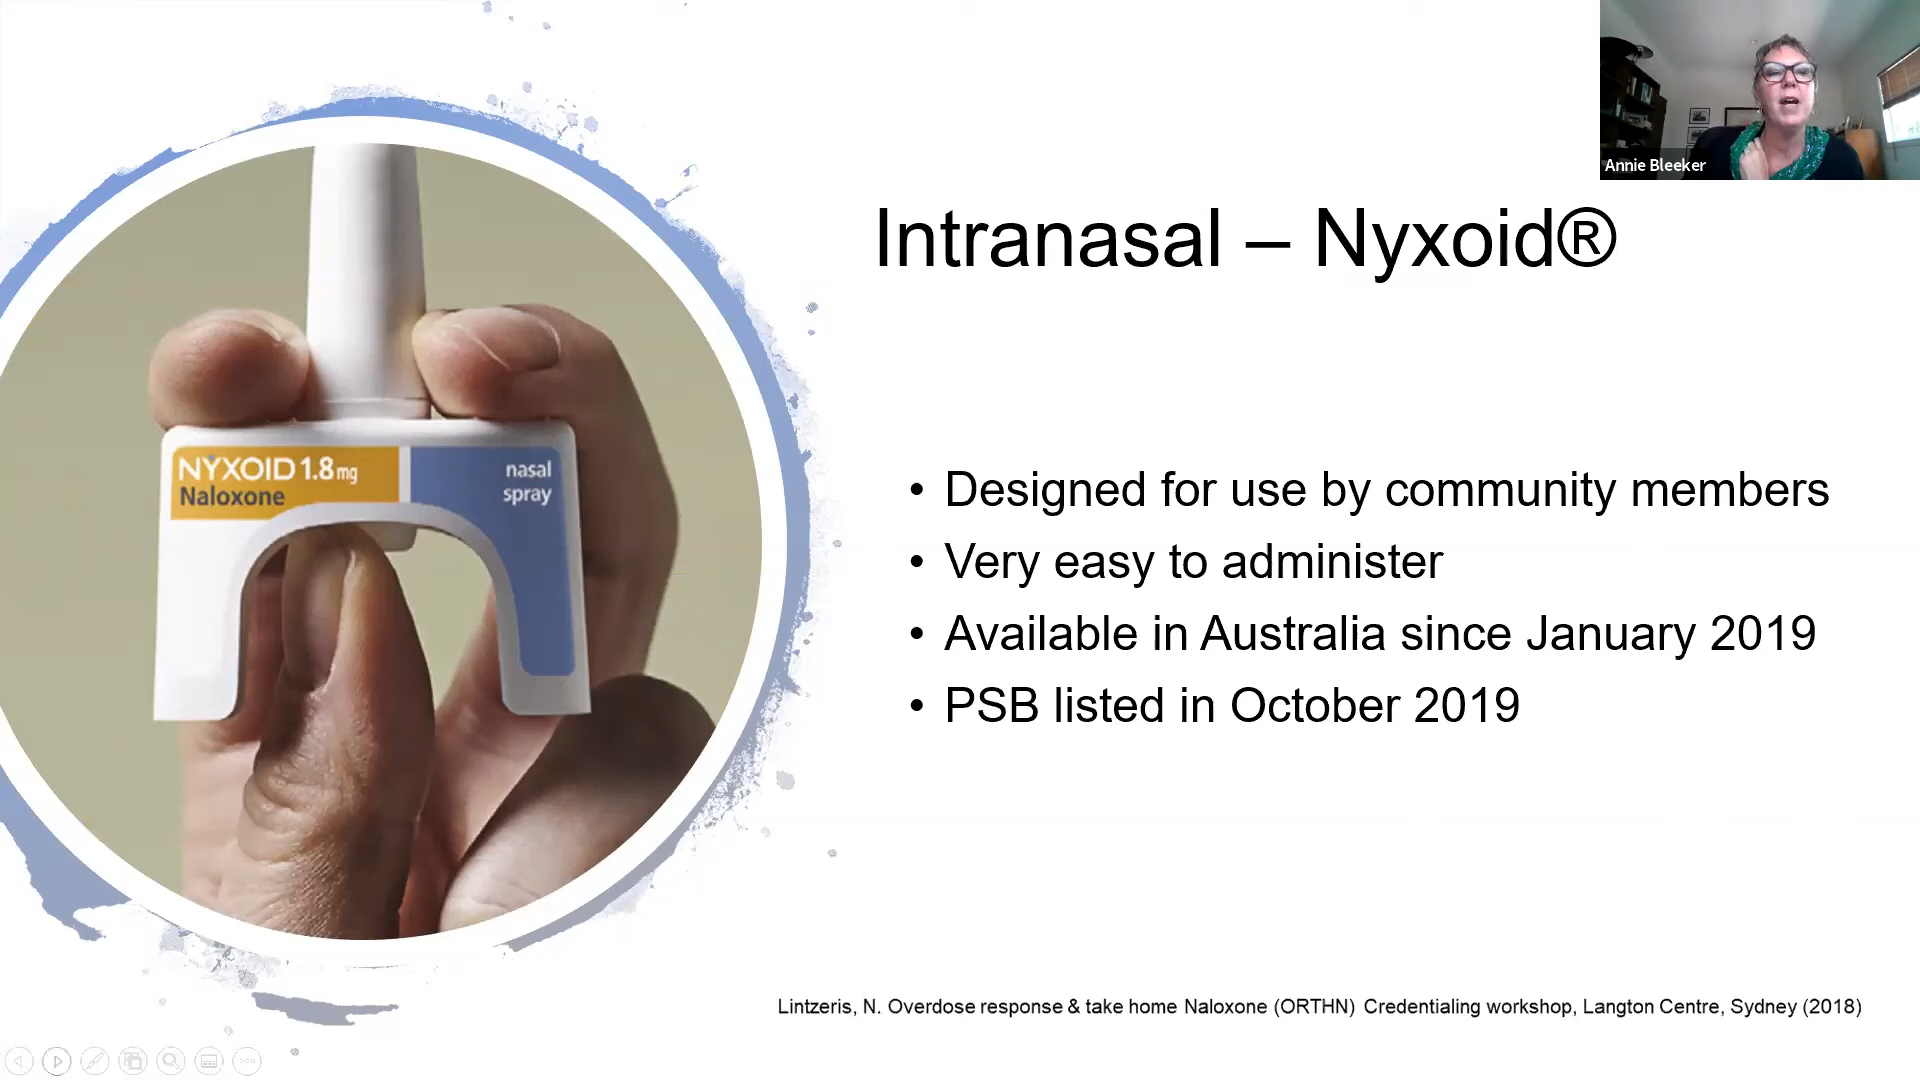 Annie Bleeker
Intranasal – Nyxoid®
NYXOID 1.8 mg
Naloxone
nasal
spray
• Designed for use by community members
• Very easy to administer
• Available in Australia since January 2019
• PSB listed in October 2019
Lintzeris, N. Overdose response & take home Naloxone (ORTHN) Credentialing workshop, Langton Centre, Sydney (2018)